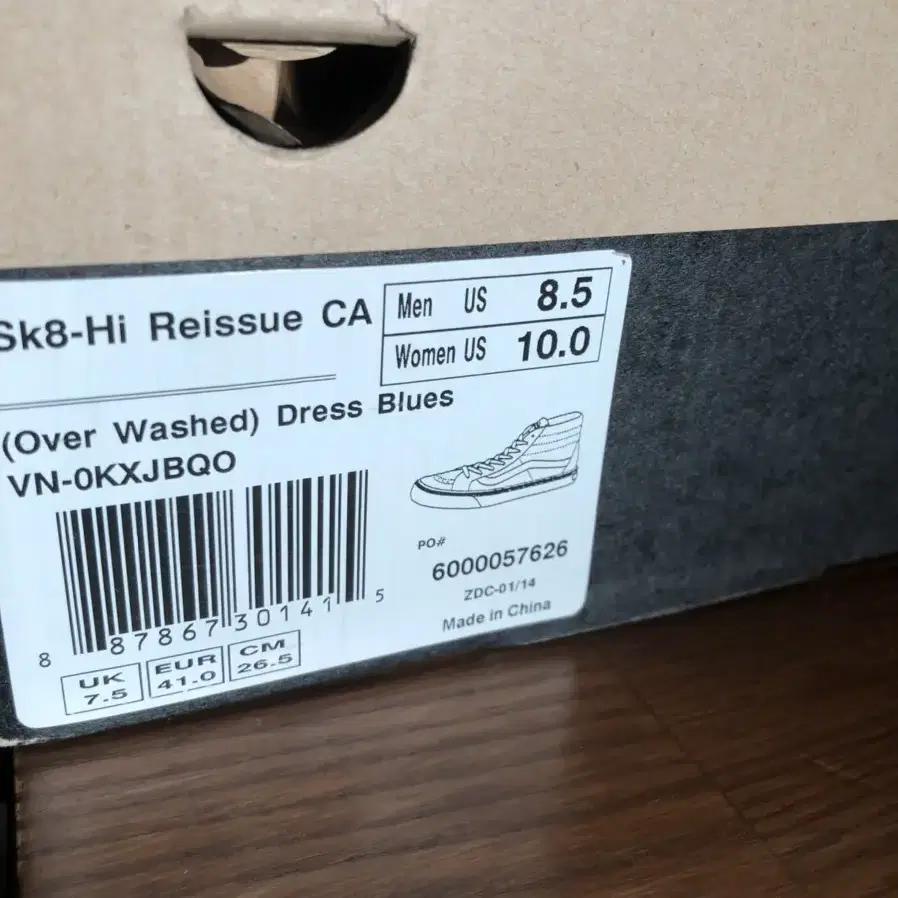 Sk8-Hi Reissue CA
Men US 8.5
Women US 10.0
(Over Washed) Dress Blues
VN-0KXJBQO
8 87867 30141 5
PO#
6000057626
ZDC-01/14
Made in China
UK 7.5
EUR 41.0
CM 26.5